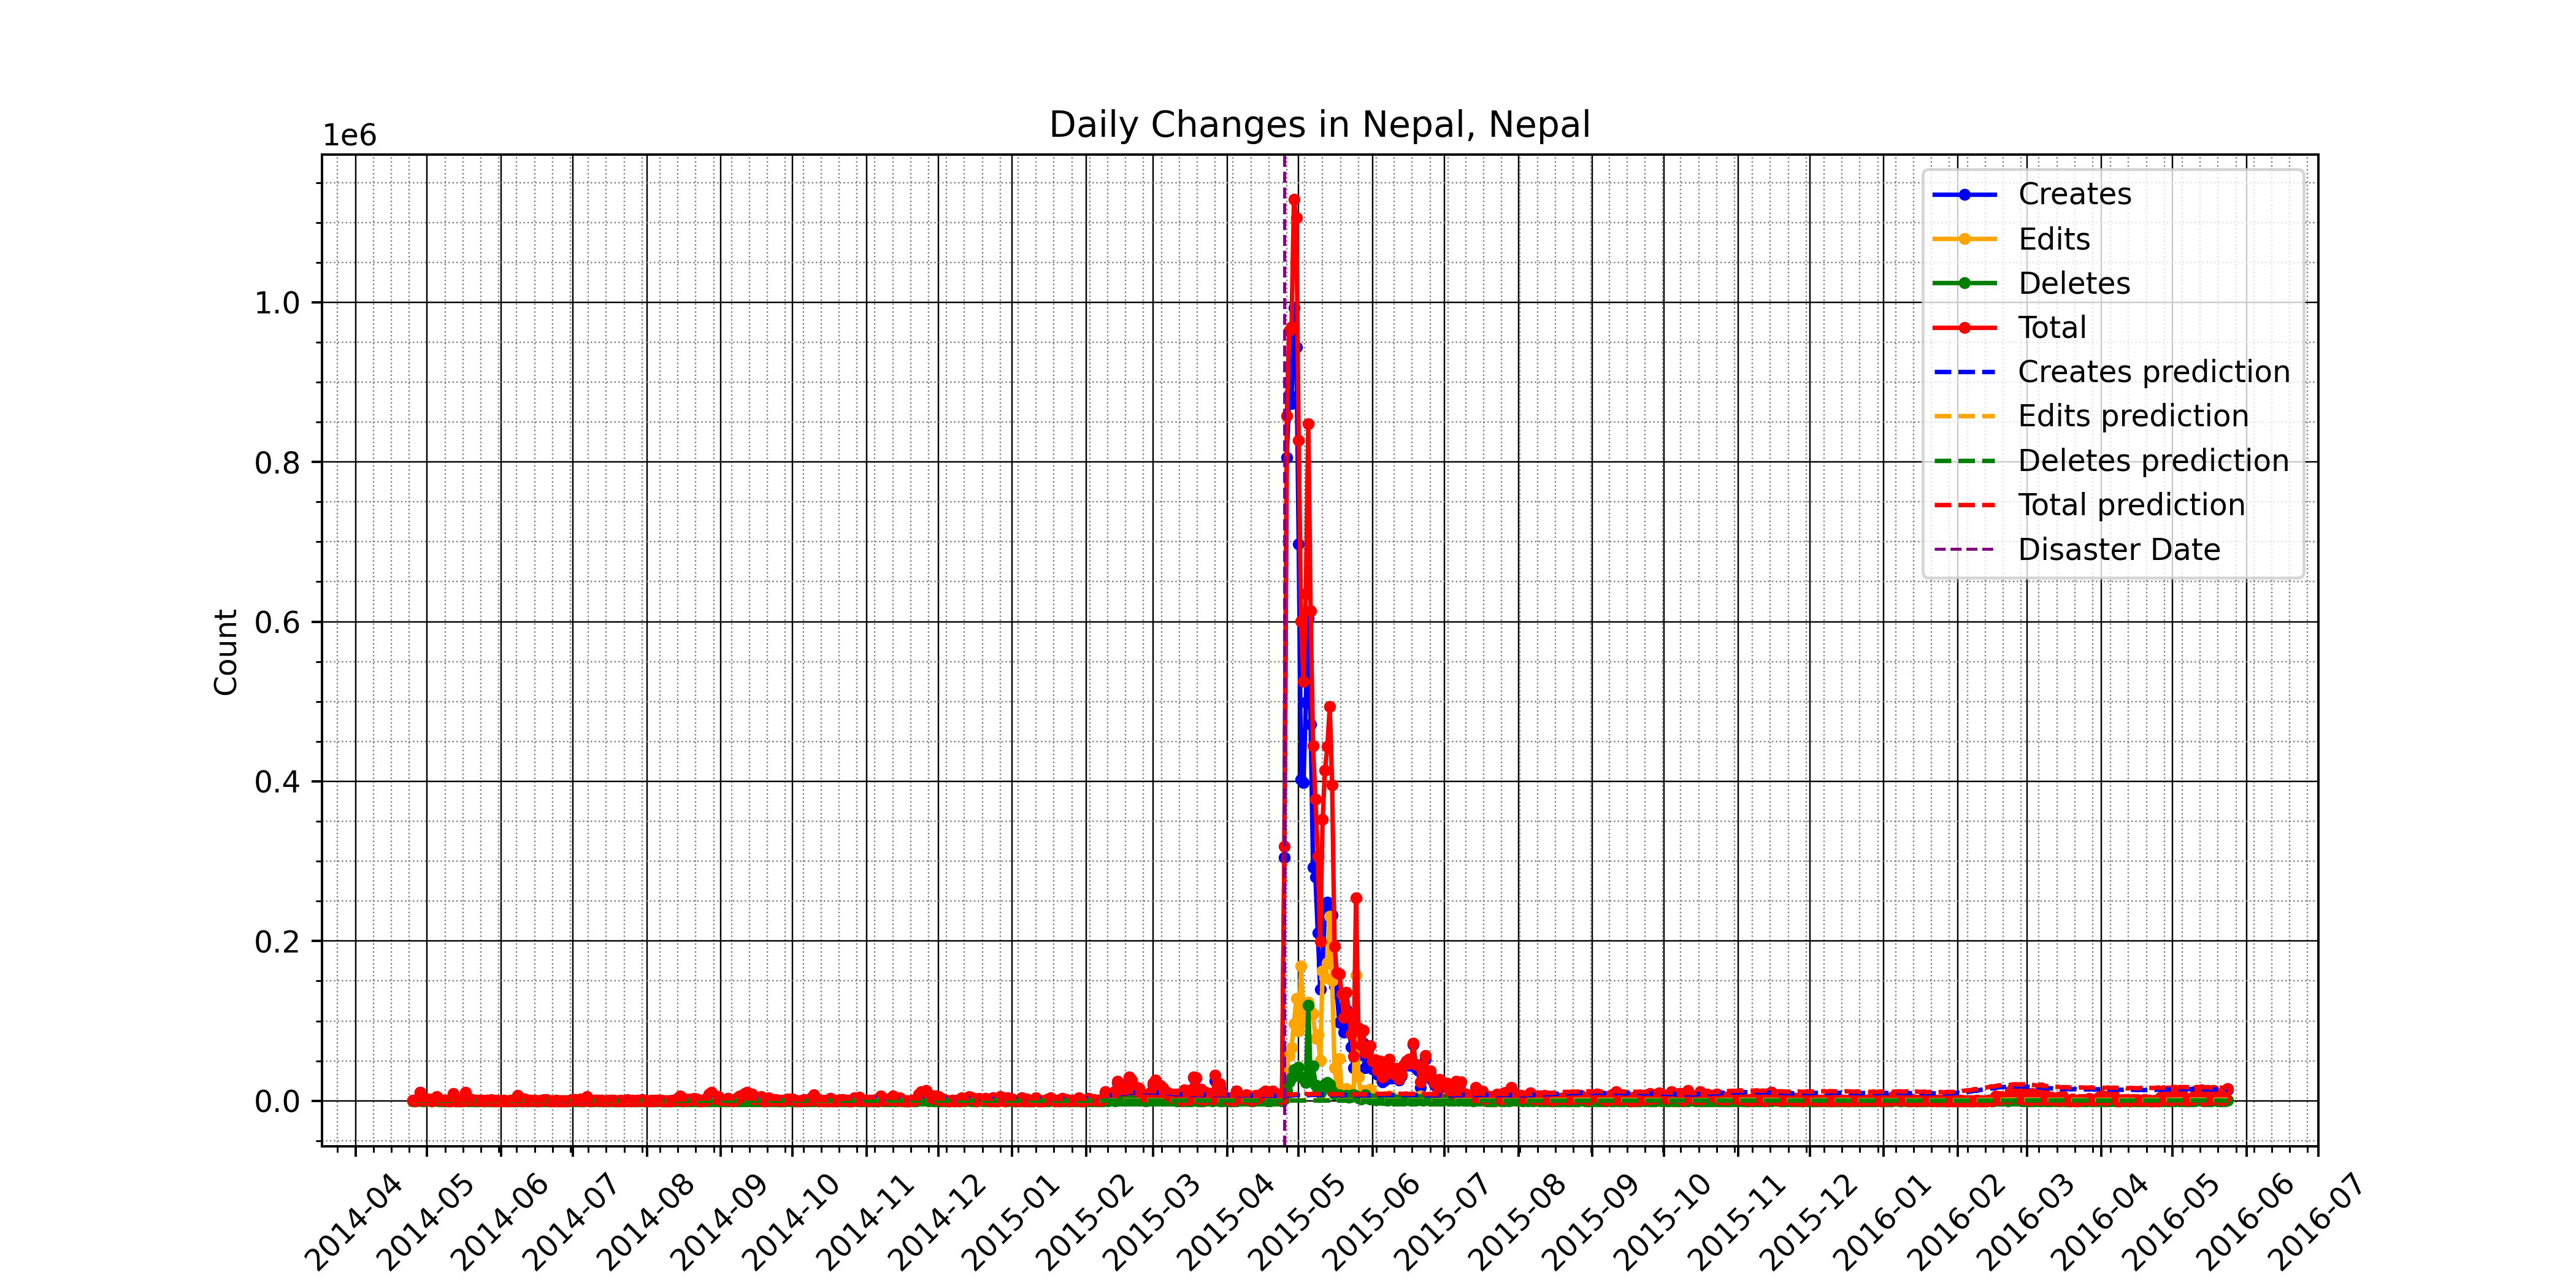 Daily Changes in Nepal, Nepal
1e6
Count
1.0
0.8
0.6
0.4
0.2
0.0
Creates
Edits
Deletes
Total
Creates prediction
Edits prediction
Deletes prediction
Total prediction
Disaster Date
2014-04
2014-05
2014-06
2014-07
2014-08
2014-09
2014-10
2014-11
2014-12
2015-01
2015-02
2015-03
2015-04
2015-05
2015-06
2015-07
2015-08
2015-09
2015-10
2015-11
2015-12
2016-01
2016-02
2016-03
2016-04
2016-05
2016-06
2016-07